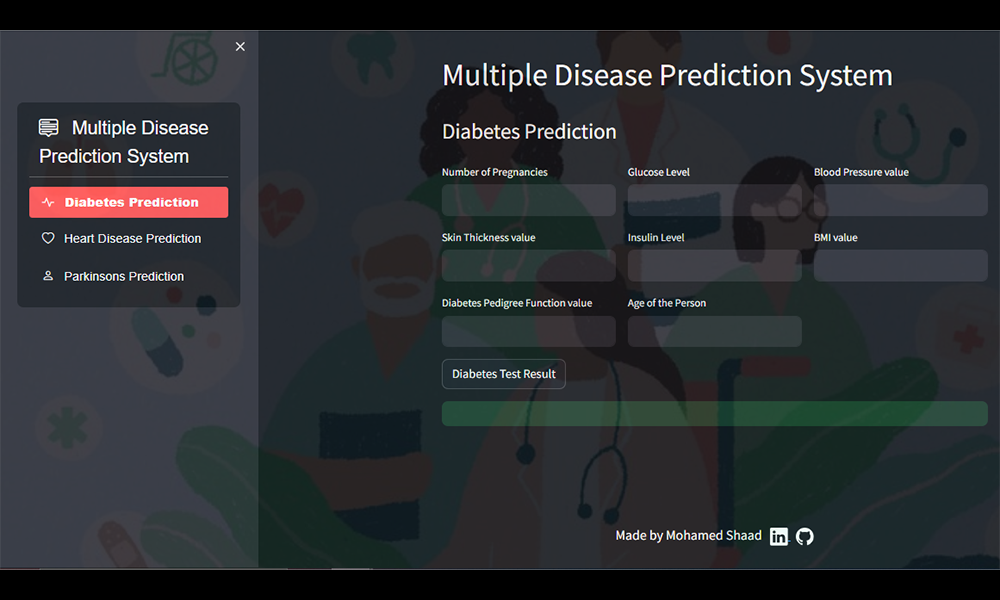 Multiple Disease
Prediction System
Diabetes Prediction
Heart Disease Prediction
Parkinsons Prediction
Multiple Disease Prediction System
Diabetes Prediction
Number of Pregnancies
Glucose Level
Blood Pressure value
Skin Thickness value
Insulin Level
BMI value
Diabetes Pedigree Function value
Age of the Person
Diabetes Test Result
Made by Mohamed Shaad in